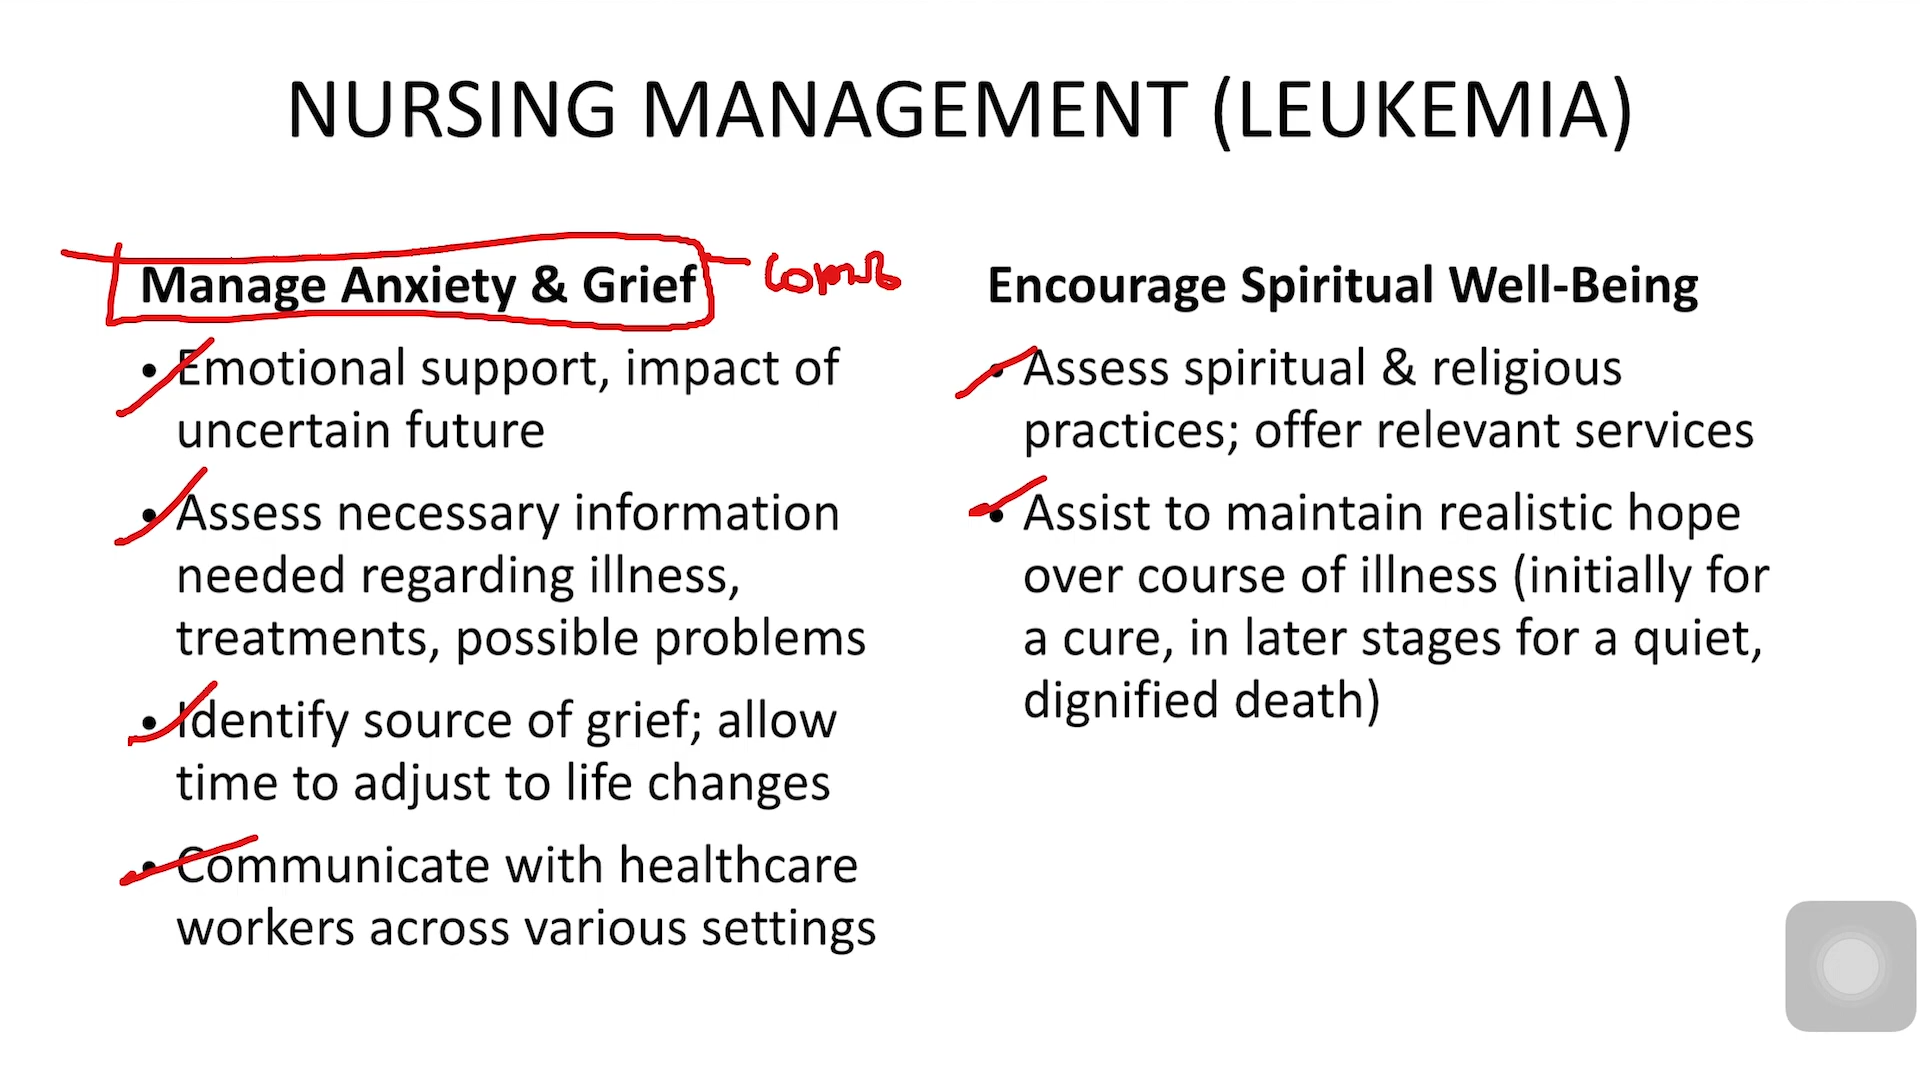 NURSING MANAGEMENT (LEUKEMIA)
Manage Anxiety & Grief
• Emotional support, impact of
uncertain future
• Assess necessary information
needed regarding illness,
treatments, possible problems
• Identify source of grief; allow
time to adjust to life changes
• Communicate with healthcare
workers across various settings
Encourage Spiritual Well-Being
• Assess spiritual & religious
practices; offer relevant services
• Assist to maintain realistic hope
over course of illness (initially for
a cure, in later stages for a quiet,
dignified death)